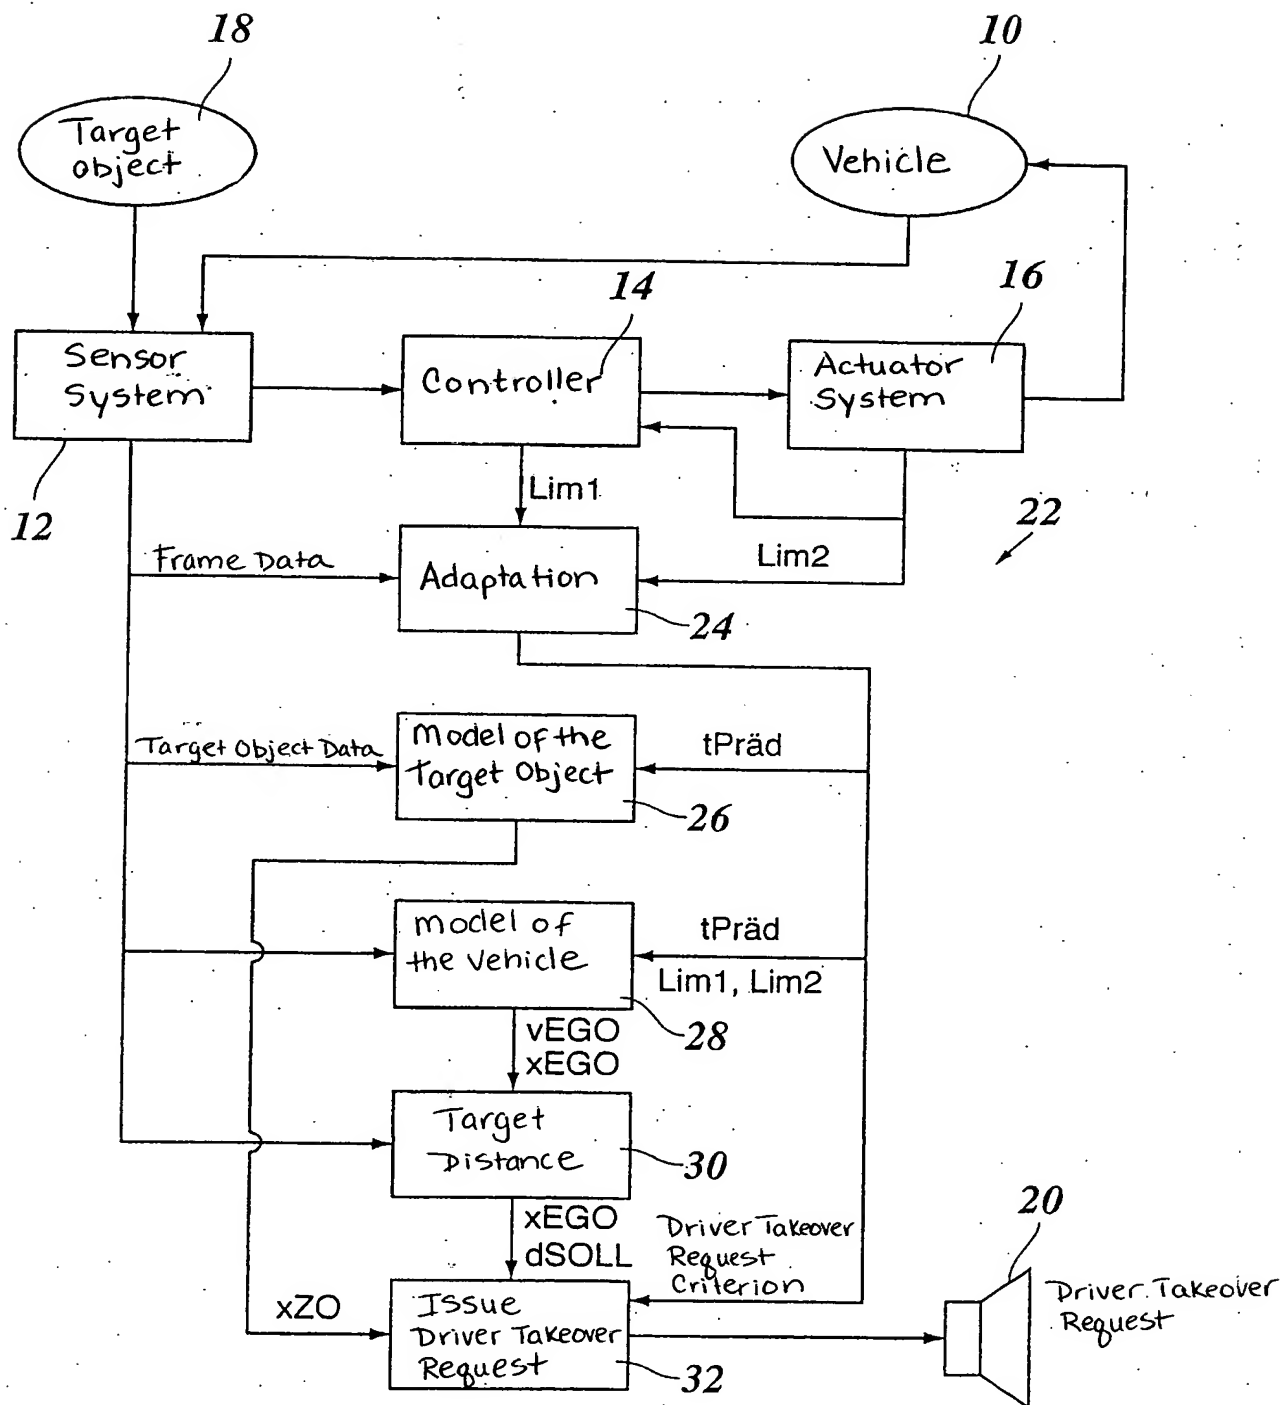 18
10
Target
object
Vehicle
14
16
Sensor
System
Controller
Actuator
System
12
Lim1
22
Frame Data
Lim2
Adaptation
24
Target Object Data
Model of the
Target Object
tPräd
26
Model of
the Vehicle
tPräd
Lim1, Lim2
28
vEGO
xEGO
Target
Distance
30
xEGO
dSOLL
Driver Takeover
Request
Criterion
20
xZO
Issue
Driver Takeover
Request
32
Driver Takeover
Request